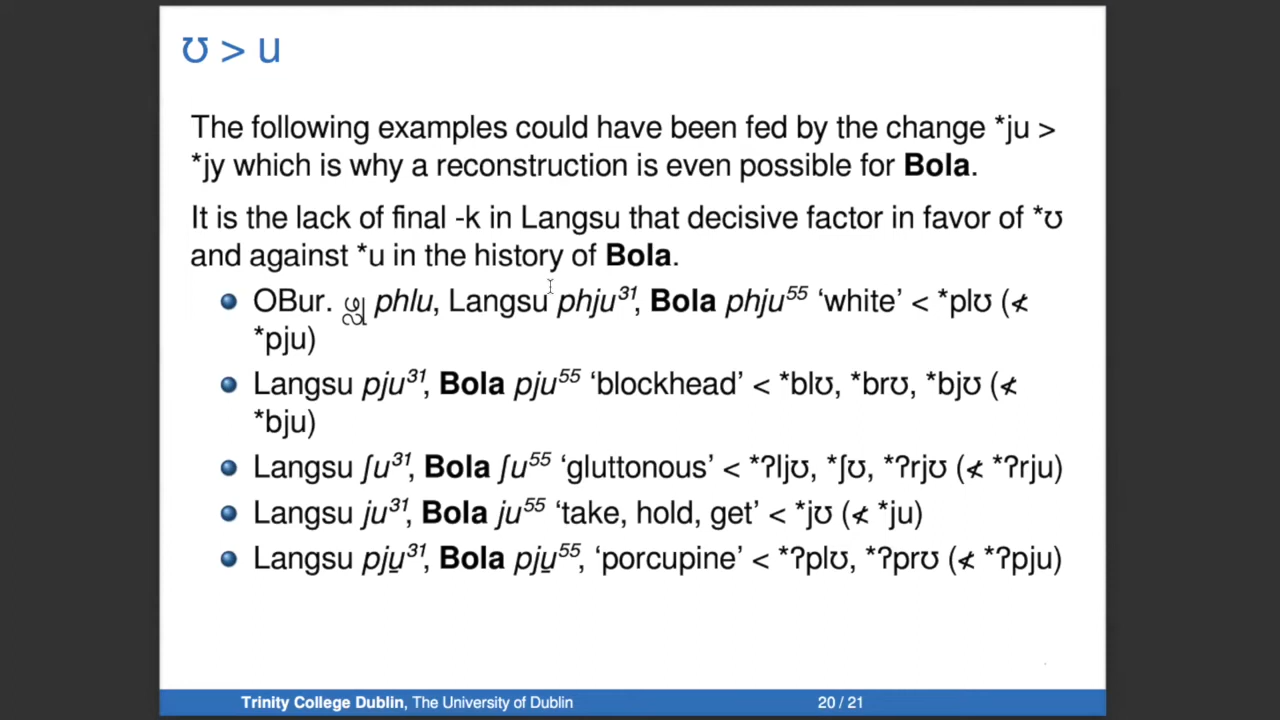 ʊ > u
The following examples could have been fed by the change *ju >
*jy which is why a reconstruction is even possible for Bola.
It is the lack of final -k in Langsu that decisive factor in favor of *ʊ
and against *u in the history of Bola.
OBur. ဖ္လု phlu, Langsu phju³¹, Bola phju⁵⁵ ‘white’ < *plʊ (≮
*pju)
Langsu pju³¹, Bola pju⁵⁵ ‘blockhead’ < *blʊ, *brʊ, *bjʊ (≮
*bju)
Langsu ʃu³¹, Bola ʃu⁵⁵ ‘gluttonous’ < *ʔljʊ, *ʃʊ, *ʔrjʊ (≮ *ʔrju)
Langsu ju³¹, Bola ju⁵⁵ ‘take, hold, get’ < *jʊ (≮ *ju)
Langsu pju̱³¹, Bola pju̱⁵⁵, ‘porcupine’ < *ʔplʊ, *ʔprʊ (≮ *ʔpju)
Trinity College Dublin, The University of Dublin 20 / 21